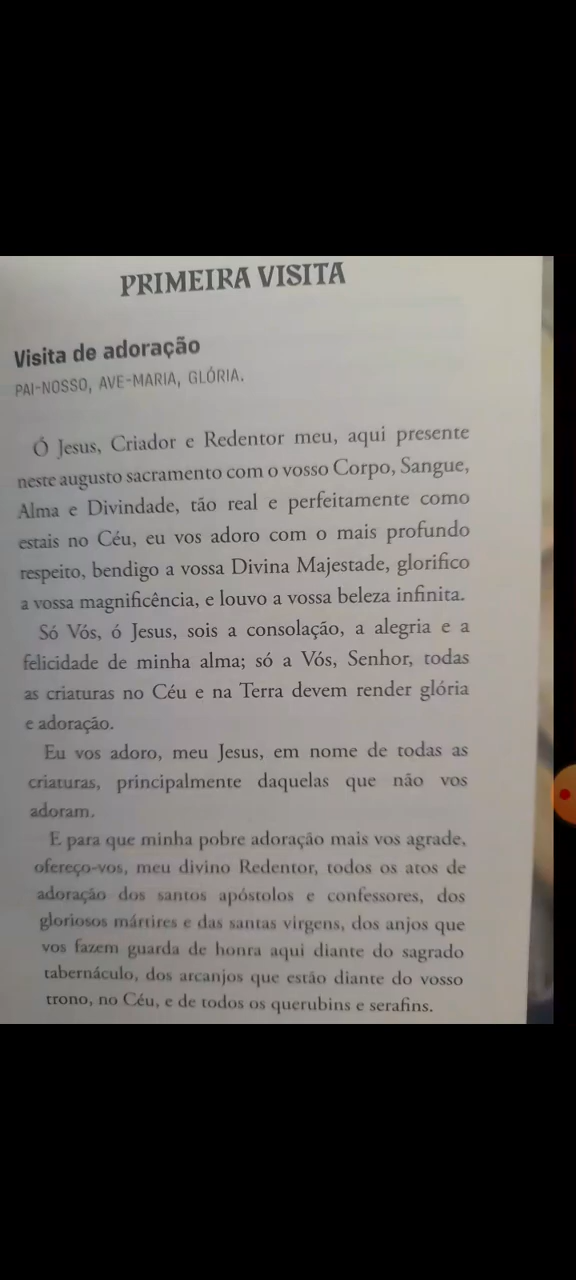 PRIMEIRA VISITA
Visita de adoração
PAI-NOSSO, AVE-MARIA, GLÓRIA.
Ó Jesus, Criador e Redentor meu, aqui presente
neste augusto sacramento com o vosso Corpo, Sangue,
Alma e Divindade, tão real e perfeitamente como
estais no Céu, eu vos adoro com o mais profundo
respeito, bendigo a vossa Divina Majestade, glorifico
a vossa magnificência, e louvo a vossa beleza infinita.
Só Vós, ó Jesus, sois a consolação, a alegria e a
felicidade de minha alma; só a Vós, Senhor, todas
as criaturas no Céu e na Terra devem render glória
e adoração.
Eu vos adoro, meu Jesus, em nome de todas as
criaturas, principalmente daquelas que não vos
adoram.
E para que minha pobre adoração mais vos agrade,
ofereço-vos, meu divino Redentor, todos os atos de
adoração dos santos apóstolos e confessores, dos
gloriosos mártires e das santas virgens, dos anjos que
vos fazem guarda de honra aqui diante do sagrado
tabernáculo, dos arcanjos que estão diante do vosso
trono, no Céu, e de todos os querubins e serafins.